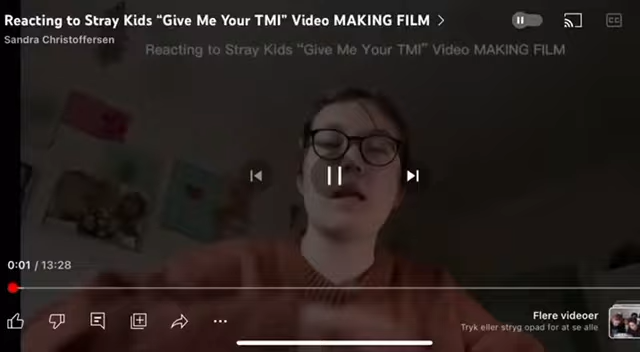 Reacting to Stray Kids “Give Me Your TMI” Video MAKING FILM
Sandra Christoffersen
Reacting to Stray Kids “Give Me Your TMI” Video MAKING FILM
0:01 / 13:28
Flere videoer
Tryk eller stryg opad for at se alle